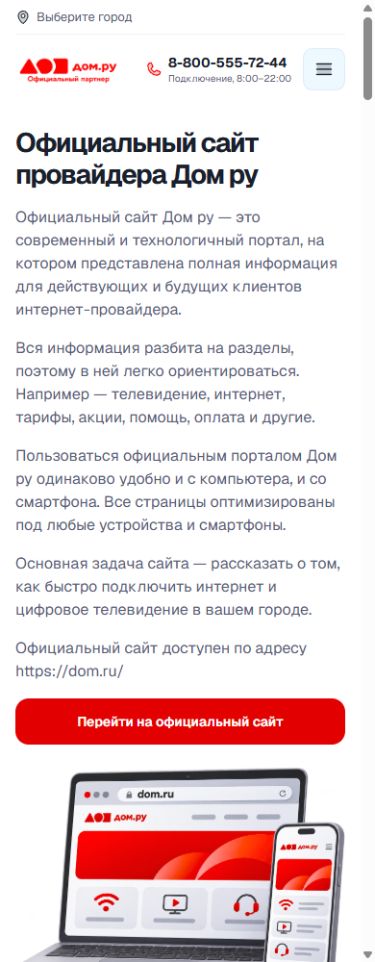 Выберите город
дом.ру
Официальный партнер
8-800-555-72-44
Подключение, 8:00–22:00
Официальный сайт
провайдера Дом ру
Официальный сайт Дом ру — это
современный и технологичный портал, на
котором представлена полная информация
для действующих и будущих клиентов
интернет-провайдера.
Вся информация разбита на разделы,
поэтому в ней легко ориентироваться.
Например — телевидение, интернет,
тарифы, акции, помощь, оплата и другие.
Пользоваться официальным порталом Дом
ру одинаково удобно и с компьютера, и со
смартфона. Все страницы оптимизированы
под любые устройства и смартфоны.
Основная задача сайта — рассказать о том,
как быстро подключить интернет и
цифровое телевидение в вашем городе.
Официальный сайт доступен по адресу
https://dom.ru/
Перейти на официальный сайт
dom.ru
дом.ру
дом.ру